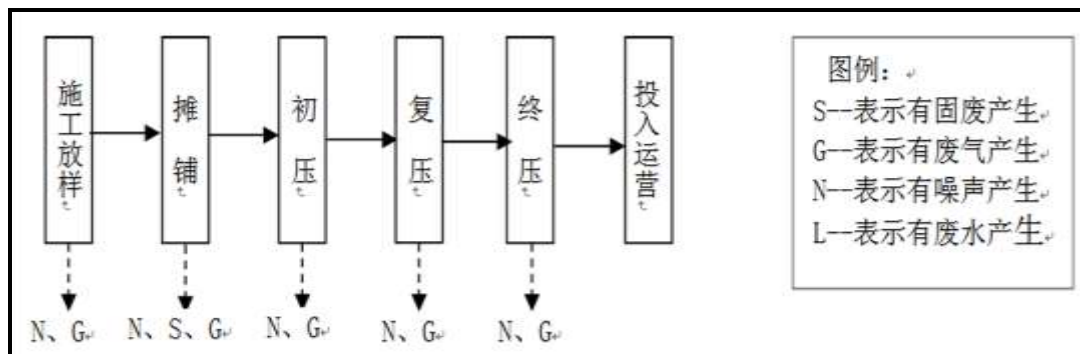 施工放样
摊铺
初压
复压
终压
投入运营
N、G
N、S、G
N、G
N、G
N、G
图例：
S--表示有固废产生
G--表示有废气产生
N--表示有噪声产生
L--表示有废水产生